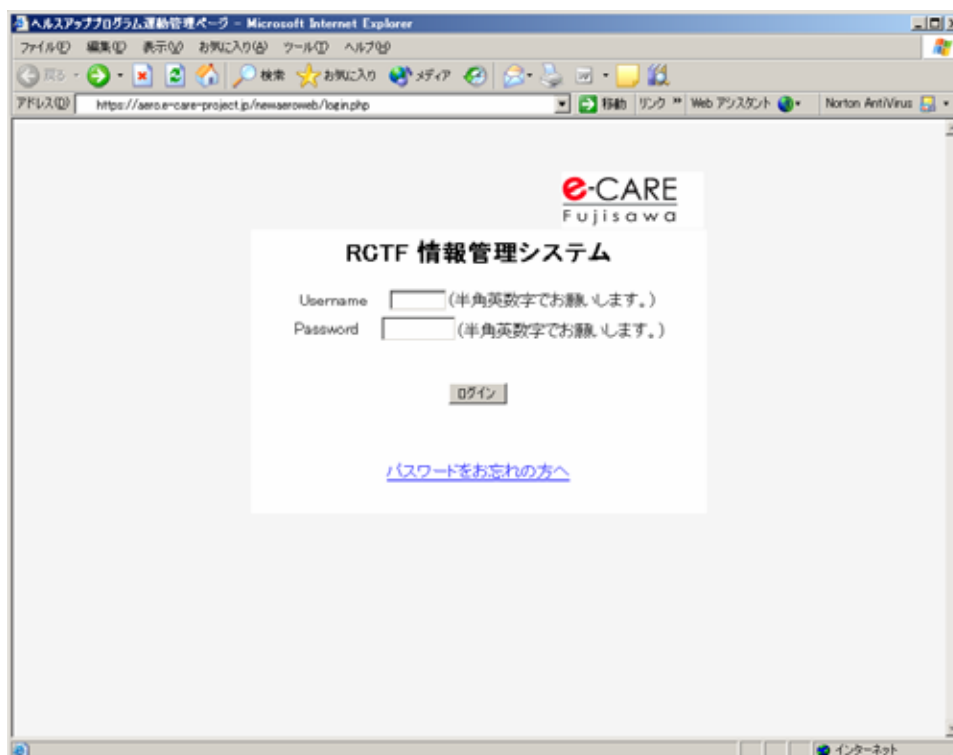 ヘルスアッププログラム運動管理ページ - Microsoft Internet Explorer
ファイル(F) 編集(E) 表示(V) お気に入り(A) ツール(T) ヘルプ(H)
戻る 検索 お気に入り メディア
アドレス(D) https://aero.e-care-project.jp/newaeroweb/login.php 移動 リンク » Web アシスタント Norton AntiVirus
e-CARE
Fujisawa
RCTF 情報管理システム
Username (半角英数字でお願いします。)
Password (半角英数字でお願いします。)
ログイン
パスワードをお忘れの方へ
インターネット